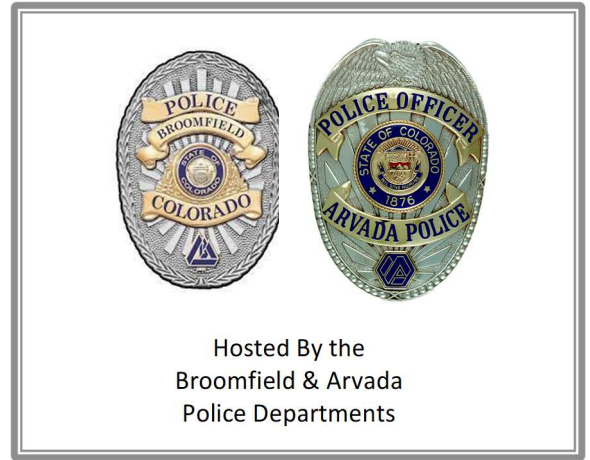 POLICE
BROOMFIELD
STATE OF
COLORADO
COLORADO
POLICE OFFICER
STATE OF COLORADO
1876
ARVADA POLICE
Hosted By the
Broomfield & Arvada
Police Departments